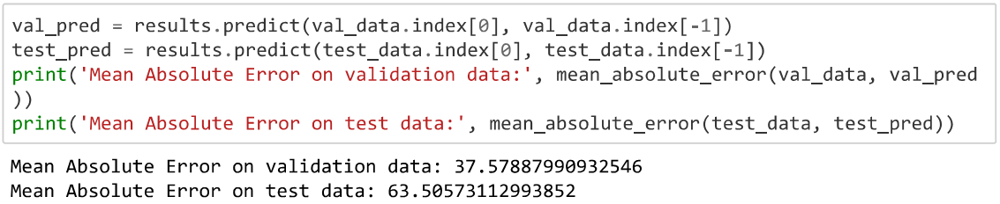 val_pred = results.predict(val_data.index[0], val_data.index[-1])
test_pred = results.predict(test_data.index[0], test_data.index[-1])
print('Mean Absolute Error on validation data:', mean_absolute_error(val_data, val_pred
))
print('Mean Absolute Error on test data:', mean_absolute_error(test_data, test_pred))
Mean Absolute Error on validation data: 37.57887990932546
Mean Absolute Error on test data: 63.50573112993852